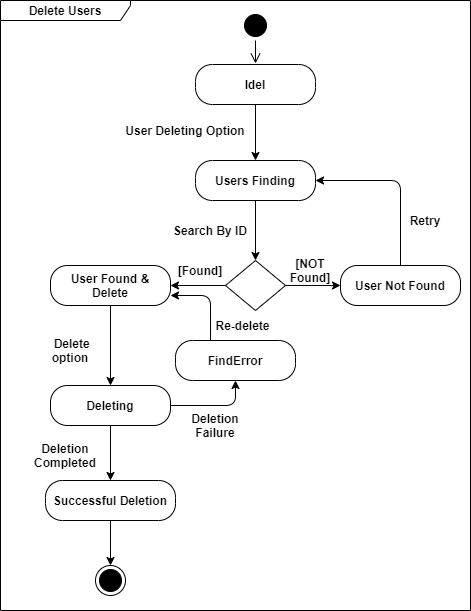 Delete Users
Idel
User Deleting Option
Users Finding
Search By ID
Retry
[Found]
[NOT
Found]
User Found &
Delete
User Not Found
Re-delete
Delete
option
FindError
Deleting
Deletion
Failure
Deletion
Completed
Successful Deletion